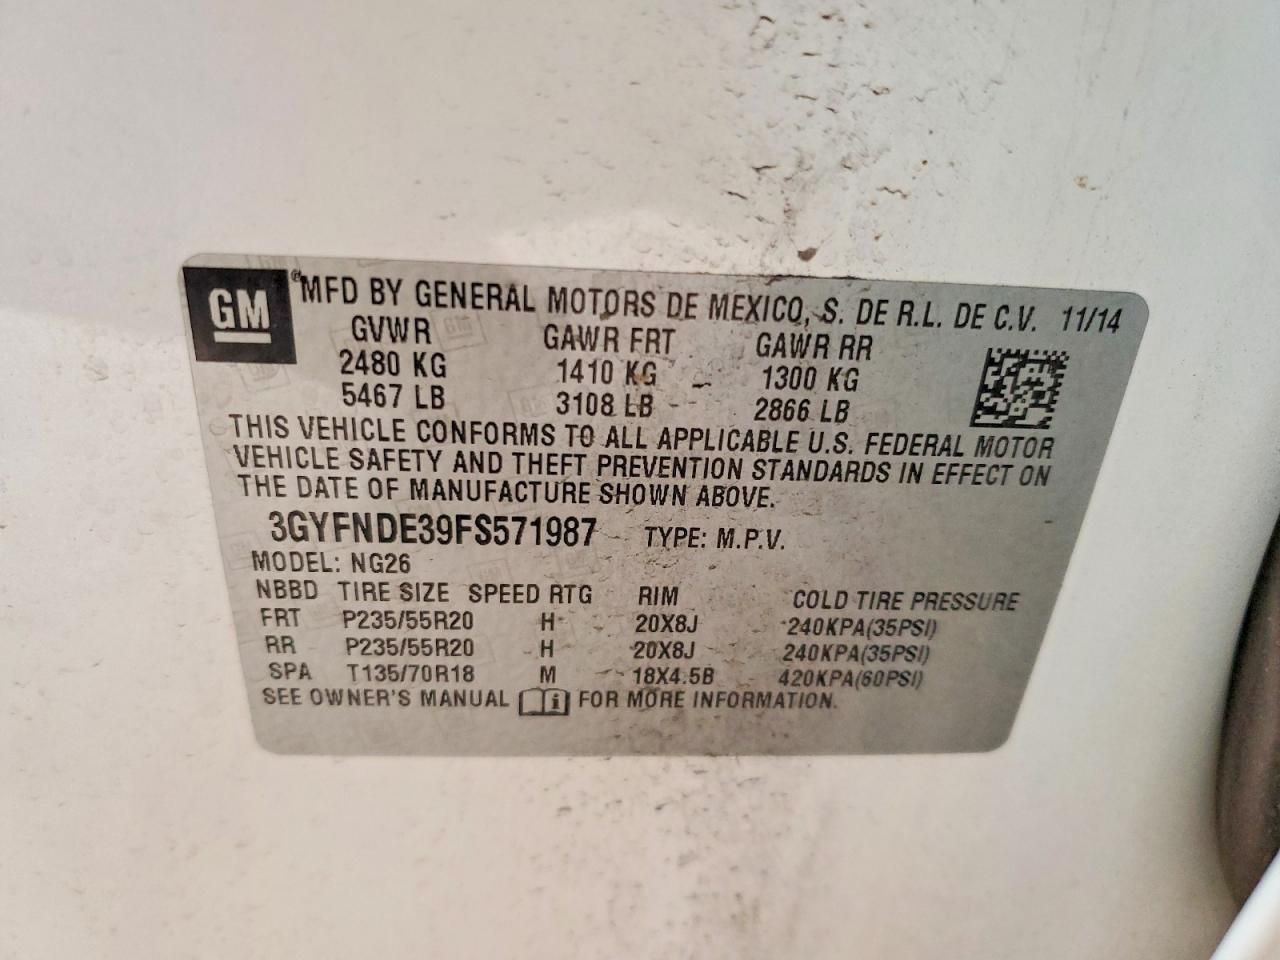 GM ® MFD BY GENERAL MOTORS DE MEXICO, S. DE R.L. DE C.V. 11/14
GVWR GAWR FRT GAWR RR
2480 KG 1410 KG 1300 KG
5467 LB 3108 LB 2866 LB
THIS VEHICLE CONFORMS TO ALL APPLICABLE U.S. FEDERAL MOTOR
VEHICLE SAFETY AND THEFT PREVENTION STANDARDS IN EFFECT ON
THE DATE OF MANUFACTURE SHOWN ABOVE.
3GYFNDE39FS571987 TYPE: M.P.V.
MODEL: NG26
NBBD TIRE SIZE SPEED RTG RIM COLD TIRE PRESSURE
FRT P235/55R20 H 20X8J 240KPA(35PSI)
RR P235/55R20 H 20X8J 240KPA(35PSI)
SPA T135/70R18 M 18X4.5B 420KPA(60PSI)
SEE OWNER'S MANUAL i FOR MORE INFORMATION.